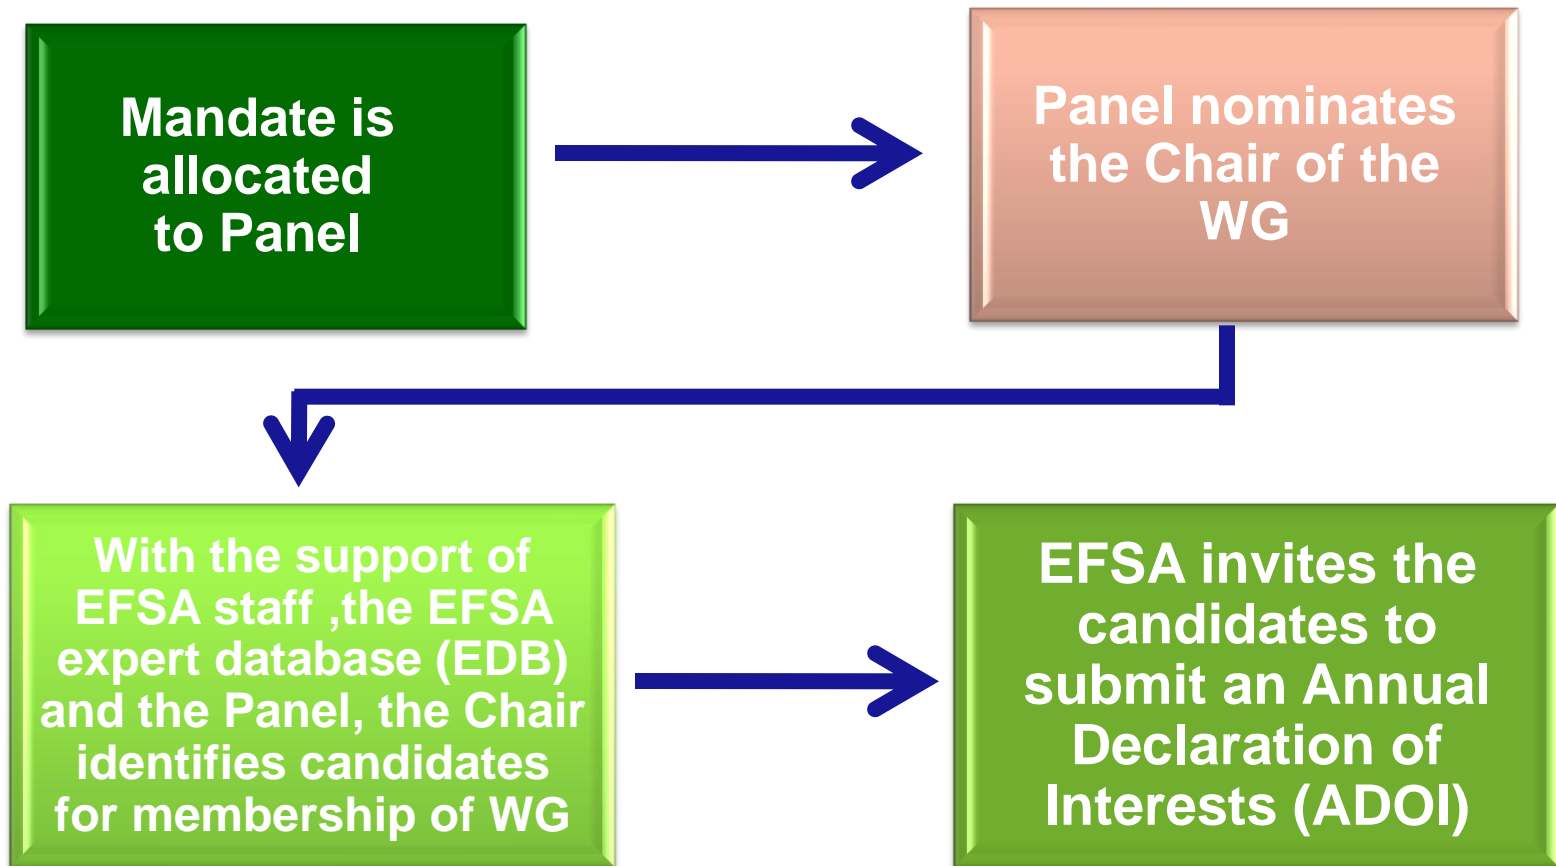 Mandate is
allocated
to Panel
Panel nominates
the Chair of the
WG
With the support of
EFSA staff ,the EFSA
expert database (EDB)
and the Panel, the Chair
identifies candidates
for membership of WG
EFSA invites the
candidates to
submit an Annual
Declaration of
Interests (ADOI)